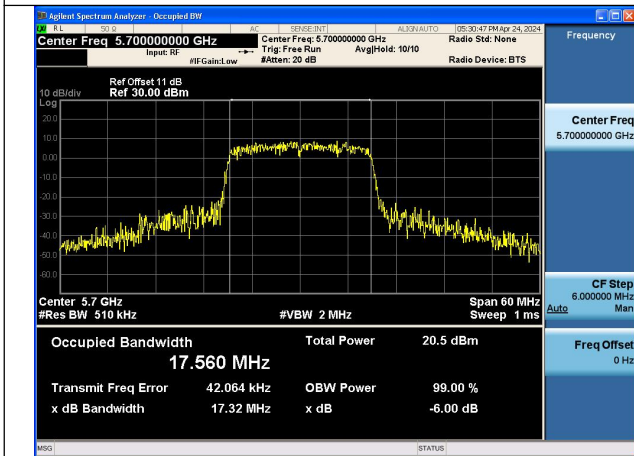 Agilent Spectrum Analyzer - Occupied BW
RL 50 Ω AC SENSE:INT ALIGN AUTO 05:30:47 PM Apr 24, 2024
Center Freq 5.700000000 GHz Center Freq: 5.700000000 GHz Radio Std: None Frequency
Input: RF Trig: Free Run Avg|Hold: 10/10
#IFGain:Low #Atten: 20 dB Radio Device: BTS
Ref Offset 11 dB
10 dB/div Ref 30.00 dBm
Log
20.0
10.0
0.00
-10.0
-20.0
-30.0
-40.0
-50.0
-60.0
Center Freq
5.700000000 GHz
Center 5.7 GHz Span 60 MHz
#Res BW 510 kHz #VBW 2 MHz Sweep 1 ms
CF Step
6.000000 MHz
Auto Man
Occupied Bandwidth Total Power 20.5 dBm
17.560 MHz
Transmit Freq Error 42.064 kHz OBW Power 99.00 %
x dB Bandwidth 17.32 MHz x dB -6.00 dB
Freq Offset
0 Hz
MSG STATUS